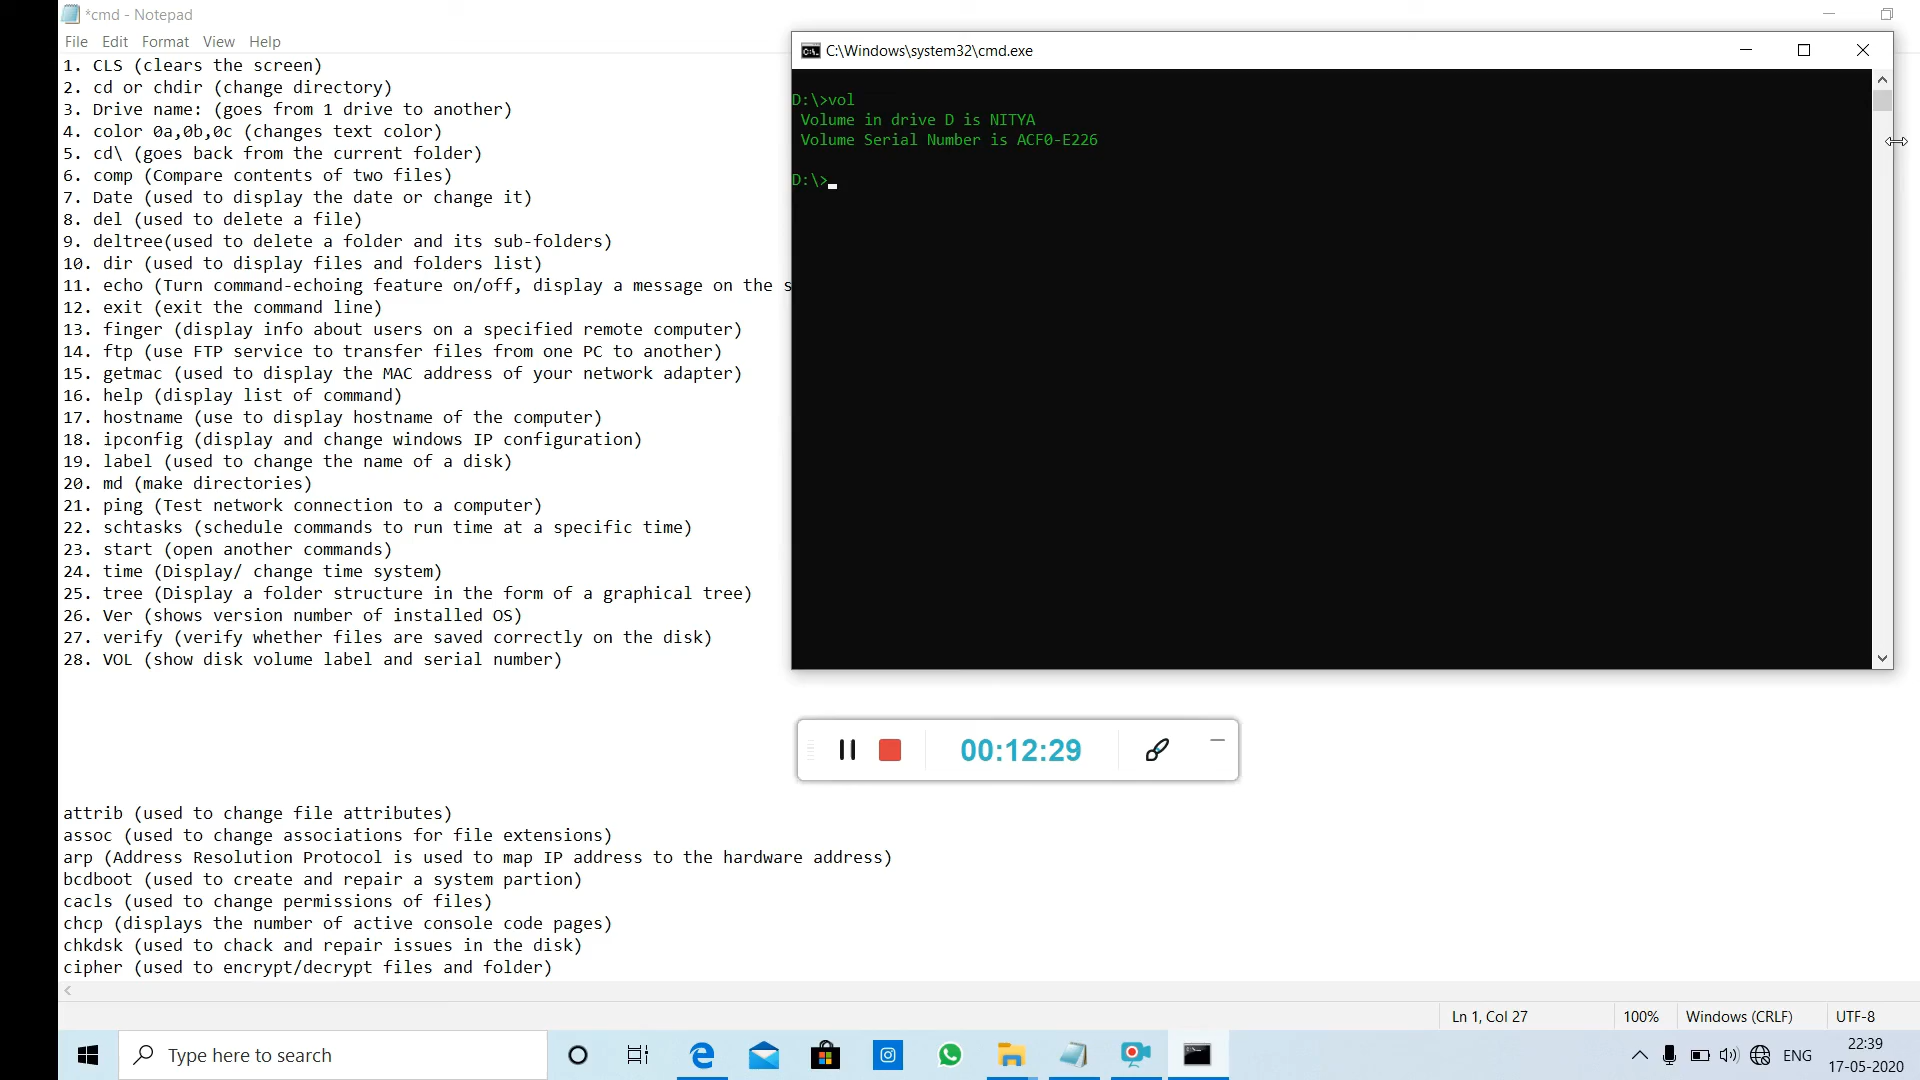 *cmd - Notepad
File Edit Format View Help
1. CLS (clears the screen)
2. cd or chdir (change directory)
3. Drive name: (goes from 1 drive to another)
4. color 0a,0b,0c (changes text color)
5. cd\ (goes back from the current folder)
6. comp (Compare contents of two files)
7. Date (used to display the date or change it)
8. del (used to delete a file)
9. deltree(used to delete a folder and its sub-folders)
10. dir (used to display files and folders list)
11. echo (Turn command-echoing feature on/off, display a message on the s
12. exit (exit the command line)
13. finger (display info about users on a specified remote computer)
14. ftp (use FTP service to transfer files from one PC to another)
15. getmac (used to display the MAC address of your network adapter)
16. help (display list of command)
17. hostname (use to display hostname of the computer)
18. ipconfig (display and change windows IP configuration)
19. label (used to change the name of a disk)
20. md (make directories)
21. ping (Test network connection to a computer)
22. schtasks (schedule commands to run time at a specific time)
23. start (open another commands)
24. time (Display/ change time system)
25. tree (Display a folder structure in the form of a graphical tree)
26. Ver (shows version number of installed OS)
27. verify (verify whether files are saved correctly on the disk)
28. VOL (show disk volume label and serial number)
C:\Windows\system32\cmd.exe
D:\>vol
Volume in drive D is NITYA
Volume Serial Number is ACF0-E226
D:\>
00:12:29
attrib (used to change file attributes)
assoc (used to change associations for file extensions)
arp (Address Resolution Protocol is used to map IP address to the hardware address)
bcdboot (used to create and repair a system partion)
cacls (used to change permissions of files)
chcp (displays the number of active console code pages)
chkdsk (used to chack and repair issues in the disk)
cipher (used to encrypt/decrypt files and folder)
Ln 1, Col 27 100% Windows (CRLF) UTF-8
Type here to search
ENG
22:39
17-05-2020